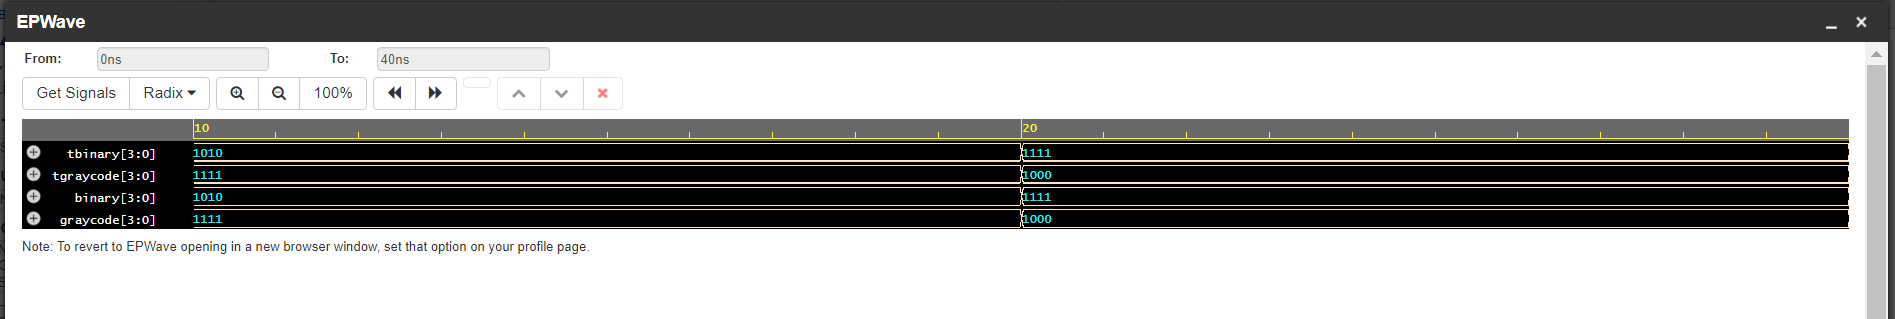 EPWave
From: 0ns To: 40ns
Get Signals Radix 100%
10 20
tbinary[3:0] 1010 1111
tgraycode[3:0] 1111 1000
binary[3:0] 1010 1111
graycode[3:0] 1111 1000
Note: To revert to EPWave opening in a new browser window, set that option on your profile page.